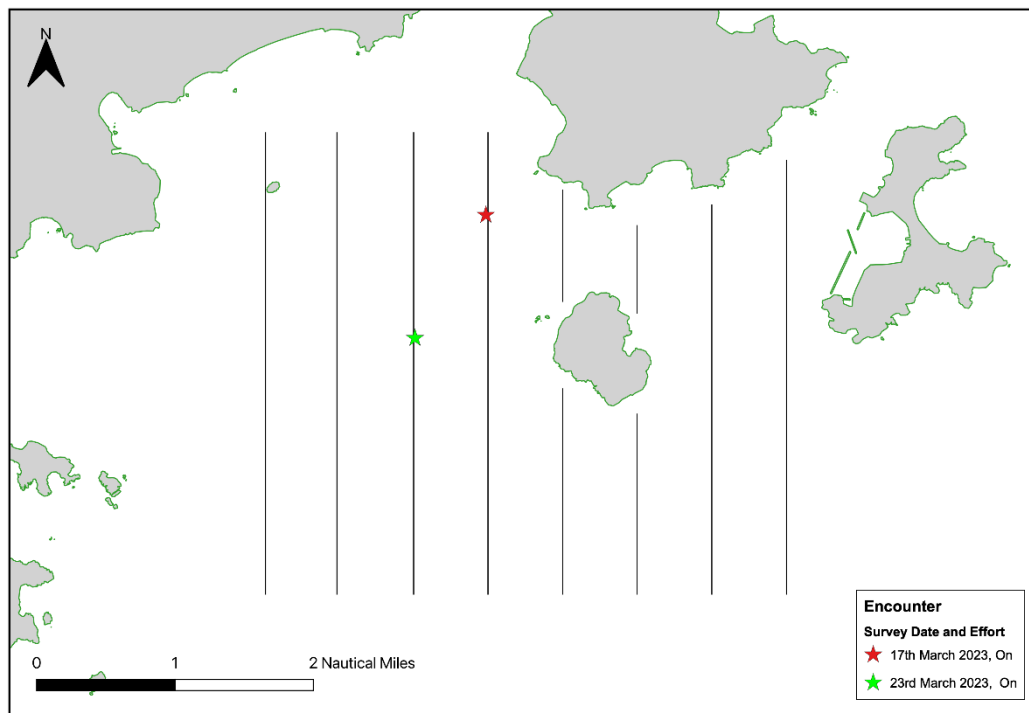 N
0 1 2 Nautical Miles
Encounter
Survey Date and Effort
17th March 2023, On
23rd March 2023, On